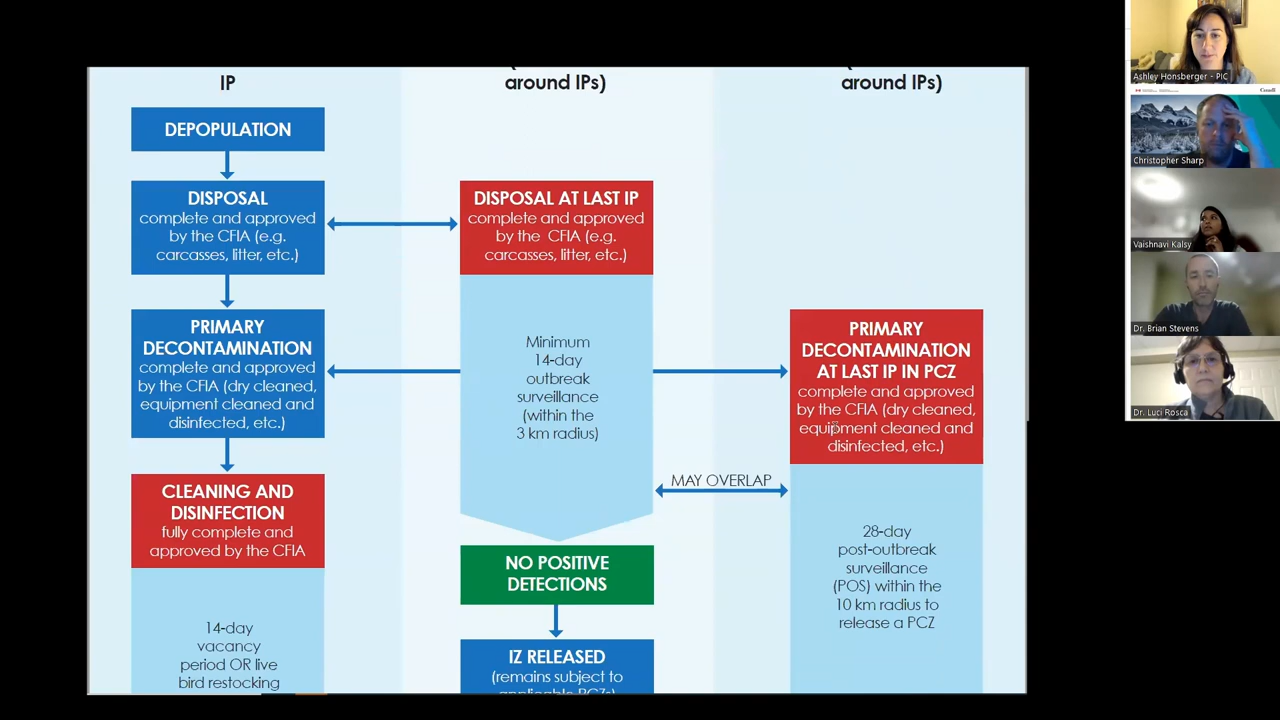 IP
DEPOPULATION
DISPOSAL
complete and approved
by the CFIA (e.g.
carcasses, litter, etc.)
PRIMARY
DECONTAMINATION
complete and approved
by the CFIA (dry cleaned,
equipment cleaned and
disinfected, etc.)
CLEANING AND
DISINFECTION
fully complete and
approved by the CFIA
14-day
vacancy
period OR live
bird restocking
around IPs)
DISPOSAL AT LAST IP
complete and approved
by the CFIA (e.g.
carcasses, litter, etc.)
Minimum
14-day
outbreak
surveillance
(within the
3 km radius)
NO POSITIVE
DETECTIONS
IZ RELEASED
(remains subject to
applicable PCZs)
MAY OVERLAP
around IPs)
PRIMARY
DECONTAMINATION
AT LAST IP IN PCZ
complete and approved
by the CFIA (dry cleaned,
equipment cleaned and
disinfected, etc.)
28-day
post-outbreak
surveillance
(POS) within the
10 km radius to
release a PCZ
Ashley Honsberger - PIC
Canada
Christopher Sharp
Vaishnavi Kalsy
Dr. Brian Stevens
Dr. Luci Rosca